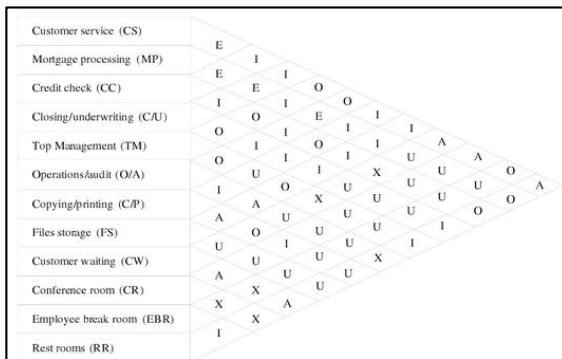 Customer service (CS)
E
Mortgage processing (MP) I
E I
Credit check (CC) E O
I I O
Closing/underwriting (C/U) O E I
O I I I
Top Management (TM) I O I A
O I I U A
Operations/audit (O/A) U I X U O
I O U U U A
Copying/printing (C/P) A X U U O
A U U U O
Files storage (FS) O U U I
U I U I
Customer waiting (CW) U U X
A U U
Conference room (CR) X U
X A
Employee break room (EBR) X
I
Rest rooms (RR)